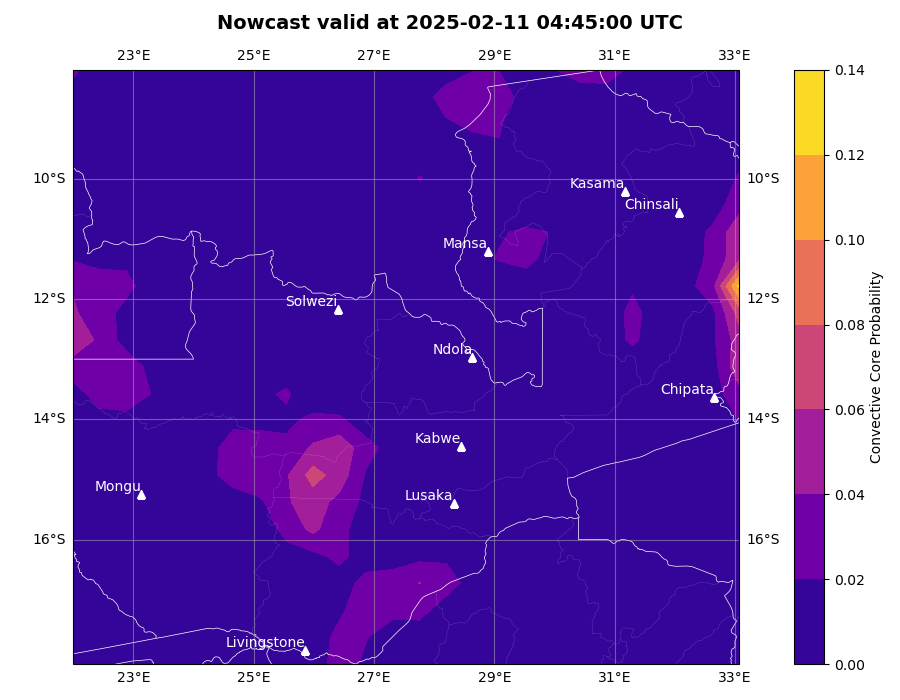 Nowcast valid at 2025-02-11 04:45:00 UTC
23°E 25°E 27°E 29°E 31°E 33°E
0.14
0.12
10°S 10°S
Kasama
Chinsali
0.10
Mansa
12°S 12°S
Solwezi
0.08
Ndola
Convective Core Probability
Chipata
0.06
14°S 14°S
Kabwe
Mongu
Lusaka
0.04
16°S 16°S
0.02
Livingstone
0.00
23°E 25°E 27°E 29°E 31°E 33°E